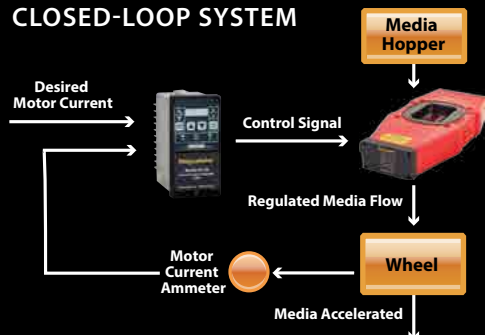 CLOSED-LOOP SYSTEM
Media
Hopper
Desired
Motor Current
Control Signal
Regulated Media Flow
Motor
Current
Ammeter
Wheel
Media Accelerated